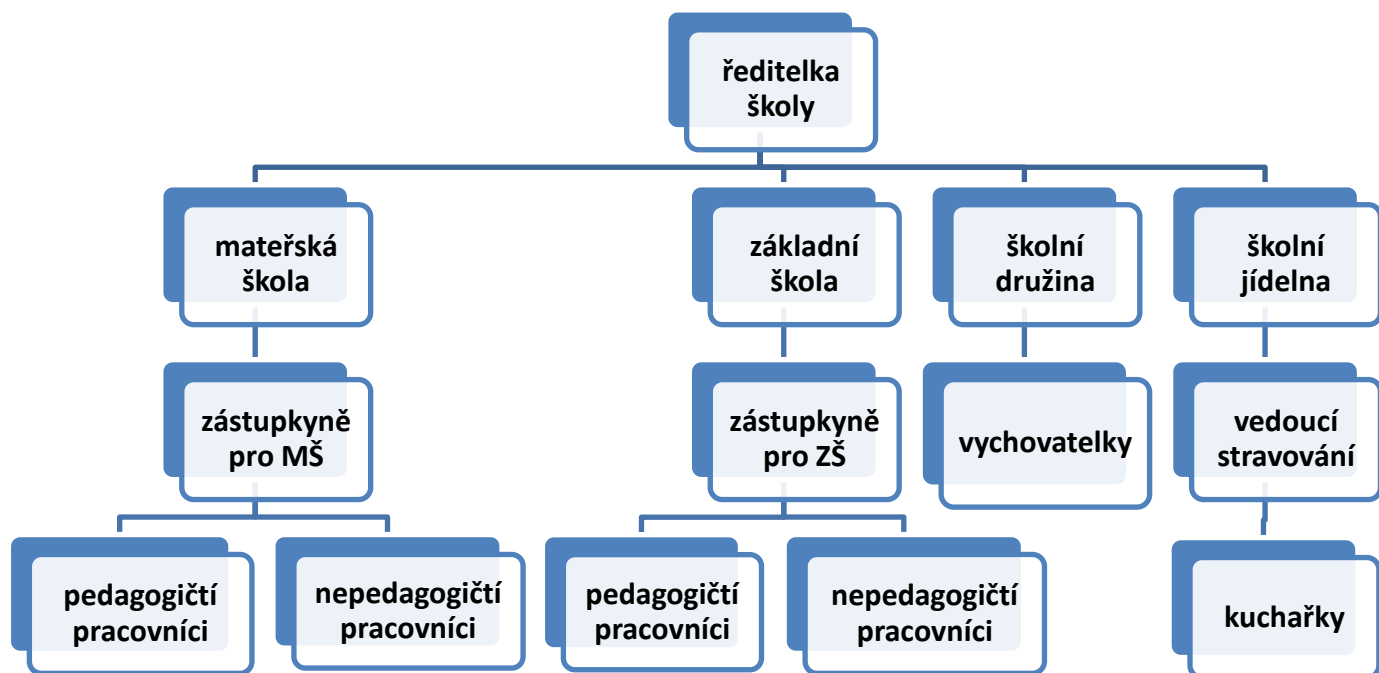 ředitelka
školy
mateřská
škola
základní
škola
školní
družina
školní
jídelna
zástupkyně
pro MŠ
zástupkyně
pro ZŠ
vychovatelky
vedoucí
stravování
pedagogičtí
pracovníci
nepedagogičtí
pracovníci
pedagogičtí
pracovníci
nepedagogičtí
pracovníci
kuchařky